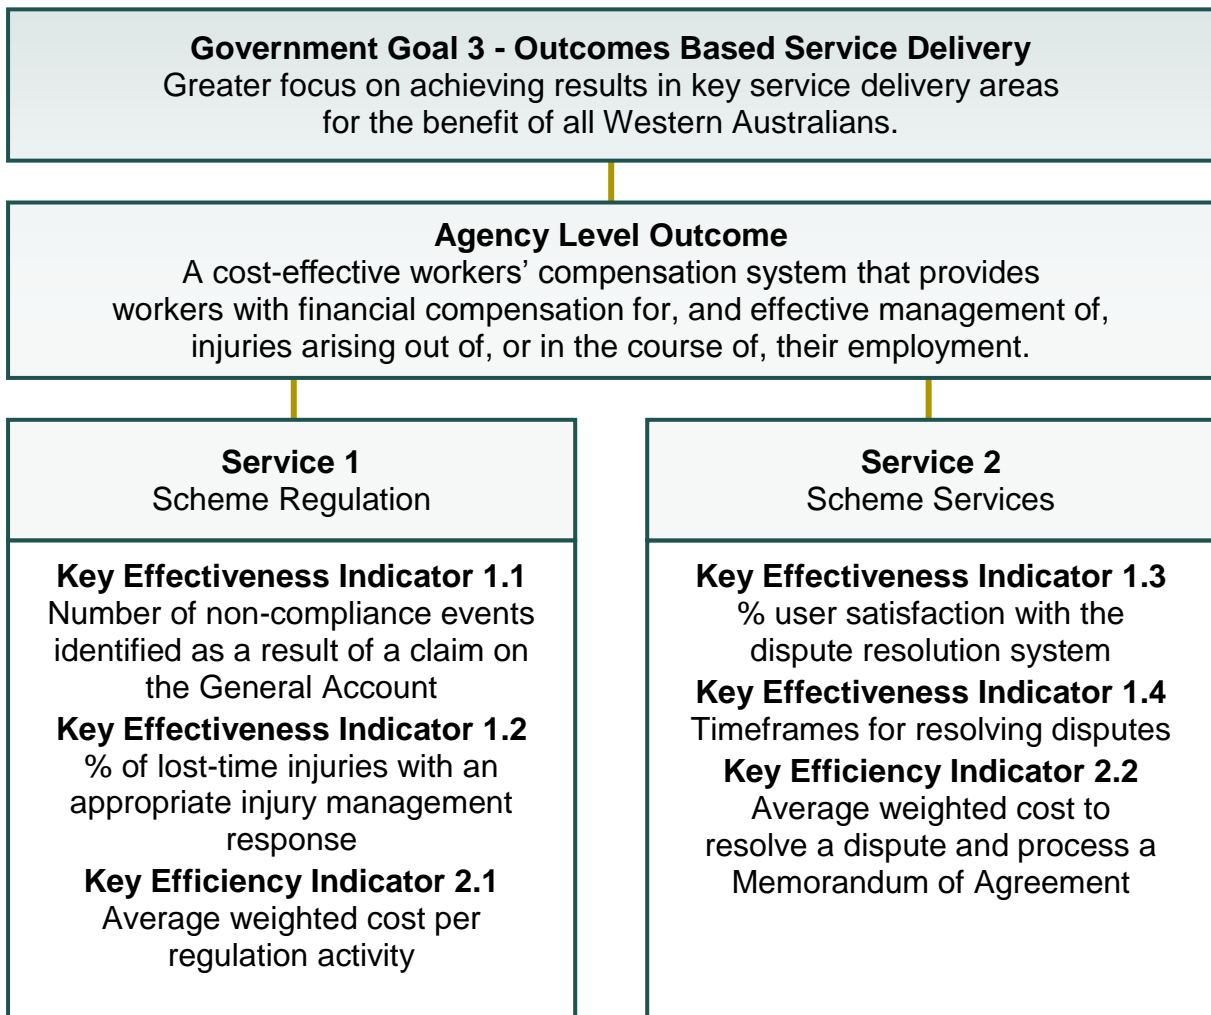 Government Goal 3 - Outcomes Based Service Delivery
Greater focus on achieving results in key service delivery areas
for the benefit of all Western Australians.
Agency Level Outcome
A cost-effective workers’ compensation system that provides
workers with financial compensation for, and effective management of,
injuries arising out of, or in the course of, their employment.
Service 1
Scheme Regulation
Key Effectiveness Indicator 1.1
Number of non-compliance events
identified as a result of a claim on
the General Account
Key Effectiveness Indicator 1.2
% of lost-time injuries with an
appropriate injury management
response
Key Efficiency Indicator 2.1
Average weighted cost per
regulation activity
Service 2
Scheme Services
Key Effectiveness Indicator 1.3
% user satisfaction with the
dispute resolution system
Key Effectiveness Indicator 1.4
Timeframes for resolving disputes
Key Efficiency Indicator 2.2
Average weighted cost to
resolve a dispute and process a
Memorandum of Agreement